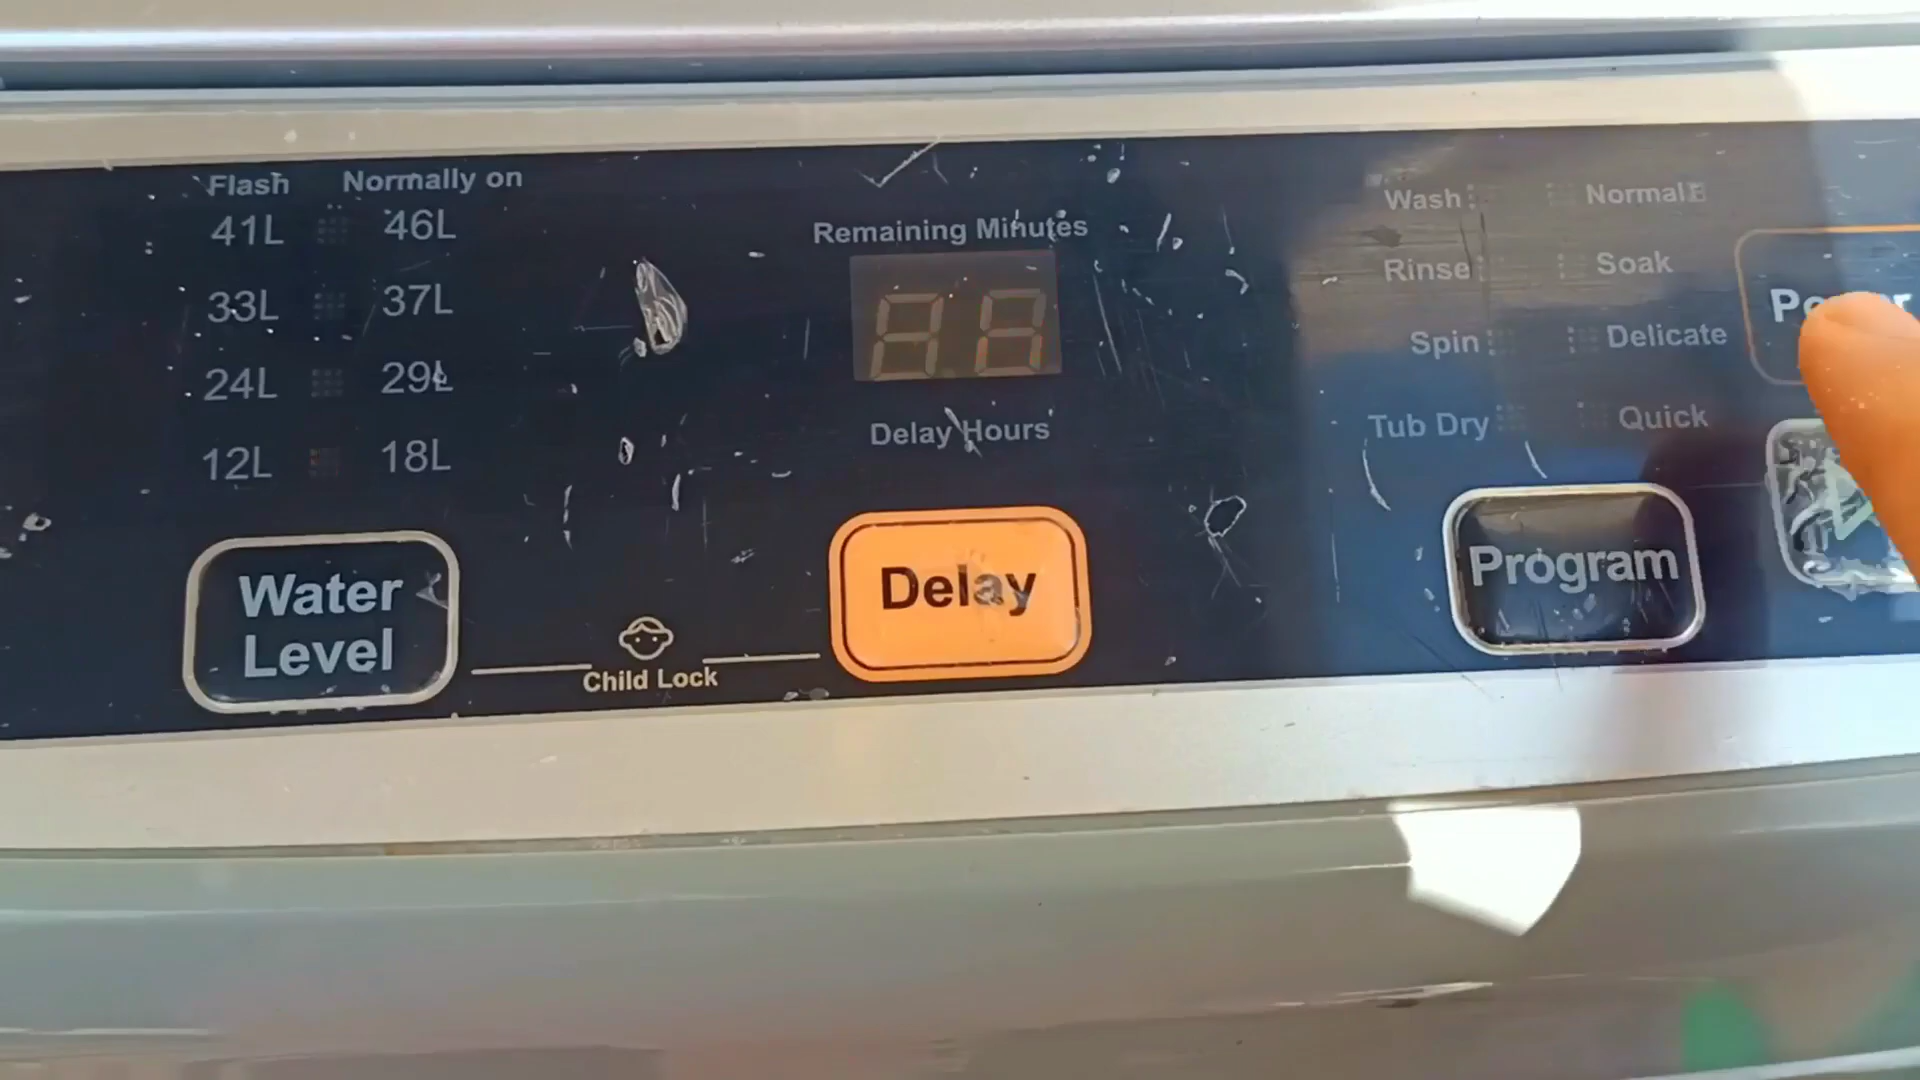 Flash Normally on
41L 46L
33L 37L
24L 29L
12L 18L
Water
Level
Child Lock
Remaining Minutes
Delay Hours
Delay
Wash Normal
Rinse Soak
Spin Delicate
Tub Dry Quick
Program